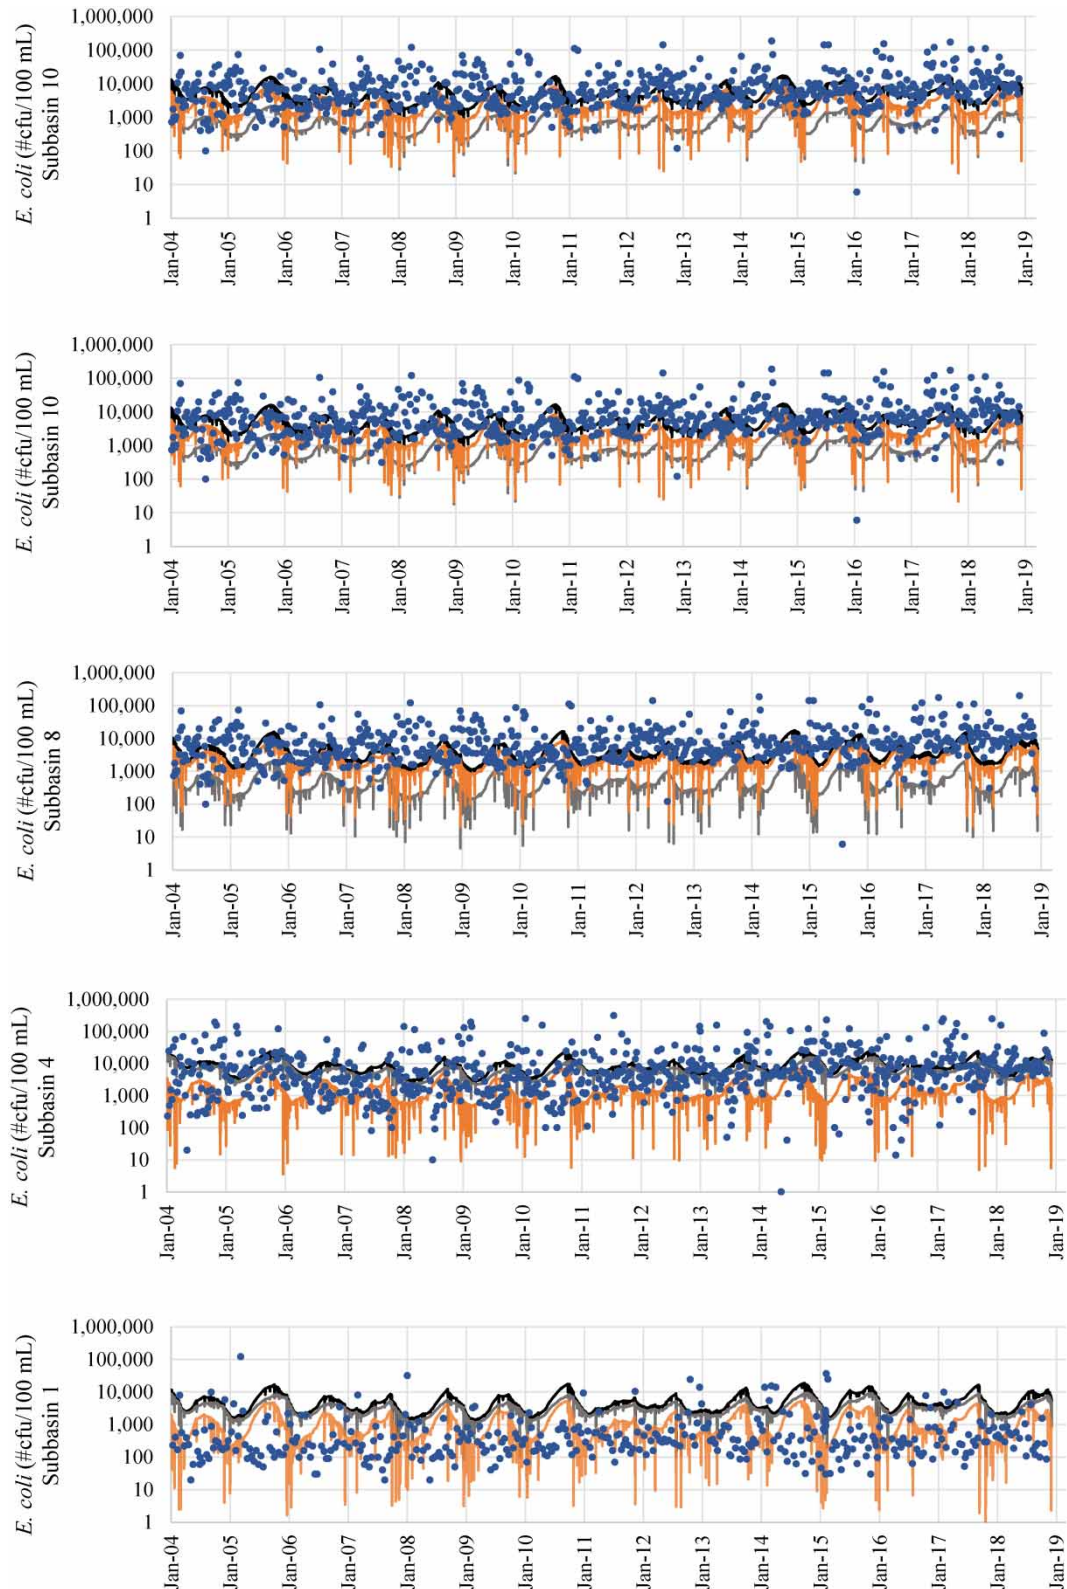 E. coli (#cfu/100 mL)
Subbasin 10
1,000,000
100,000
10,000
1,000
100
10
1
Jan-04
Jan-05
Jan-06
Jan-07
Jan-08
Jan-09
Jan-10
Jan-11
Jan-12
Jan-13
Jan-14
Jan-15
Jan-16
Jan-17
Jan-18
Jan-19
E. coli (#cfu/100 mL)
Subbasin 10
1,000,000
100,000
10,000
1,000
100
10
1
Jan-04
Jan-05
Jan-06
Jan-07
Jan-08
Jan-09
Jan-10
Jan-11
Jan-12
Jan-13
Jan-14
Jan-15
Jan-16
Jan-17
Jan-18
Jan-19
E. coli (#cfu/100 mL)
Subbasin 8
1,000,000
100,000
10,000
1,000
100
10
1
Jan-04
Jan-05
Jan-06
Jan-07
Jan-08
Jan-09
Jan-10
Jan-11
Jan-12
Jan-13
Jan-14
Jan-15
Jan-16
Jan-17
Jan-18
Jan-19
E. coli (#cfu/100 mL)
Subbasin 4
1,000,000
100,000
10,000
1,000
100
10
1
Jan-04
Jan-05
Jan-06
Jan-07
Jan-08
Jan-09
Jan-10
Jan-11
Jan-12
Jan-13
Jan-14
Jan-15
Jan-16
Jan-17
Jan-18
Jan-19
E. coli (#cfu/100 mL)
Subbasin 1
1,000,000
100,000
10,000
1,000
100
10
1
Jan-04
Jan-05
Jan-06
Jan-07
Jan-08
Jan-09
Jan-10
Jan-11
Jan-12
Jan-13
Jan-14
Jan-15
Jan-16
Jan-17
Jan-18
Jan-19